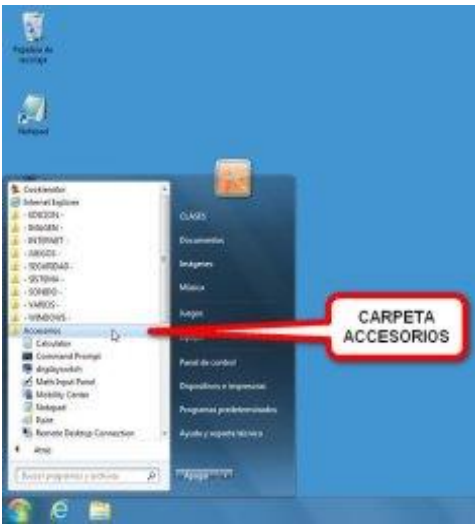 Papelera de
reciclaje
Notepad
Internet Explorer
- EDICION -
- IMAGEN -
- INTERNET -
- JUEGOS -
- SEGURIDAD -
- SISTEMA -
- SONIDO -
- VARIOS -
- WINDOWS -
Accesorios
Calculator
Command Prompt
displayswitch
Math Input Panel
Mobility Center
Notepad
Paint
Remote Desktop Connection
Atrás
Buscar programas y archivos
CLASES
Documentos
Imágenes
Música
Juegos
Equipo
Panel de control
Dispositivos e impresoras
Programas predeterminados
Ayuda y soporte técnico
Apagar
CARPETA
ACCESORIOS